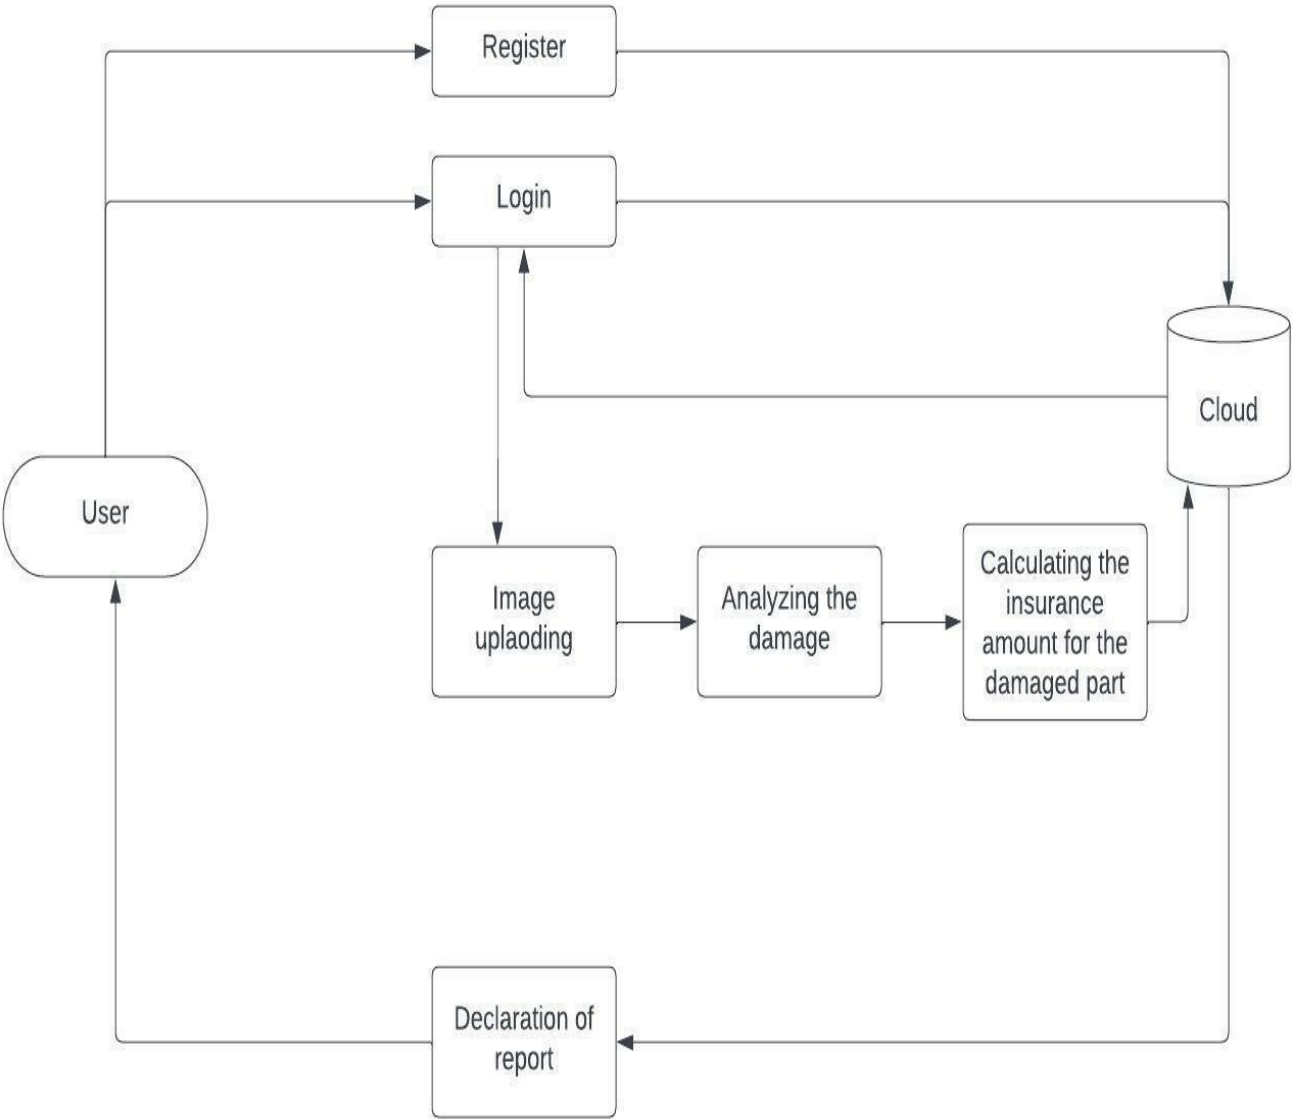 Register
Login
Cloud
User
Image
uplaoding
Analyzing the
damage
Calculating the
insurance
amount for the
damaged part
Declaration of
report